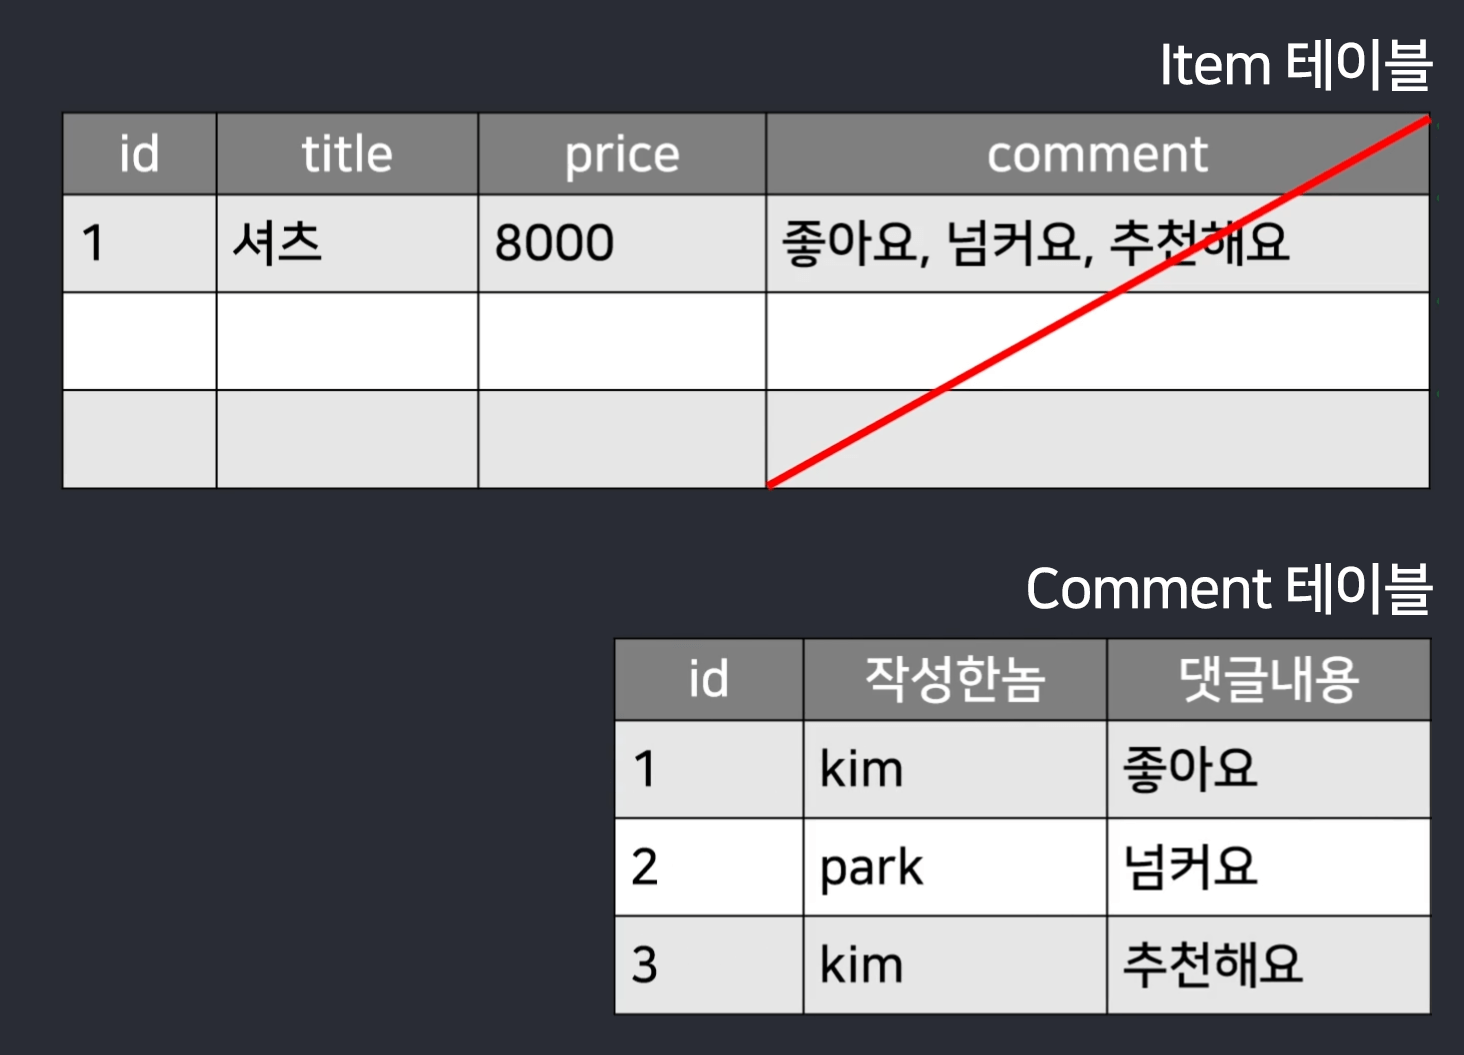 Item 테이블
id title price comment
1 셔츠 8000 좋아요, 넘커요, 추천해요
Comment 테이블
id 작성한놈 댓글내용
1 kim 좋아요
2 park 넘커요
3 kim 추천해요